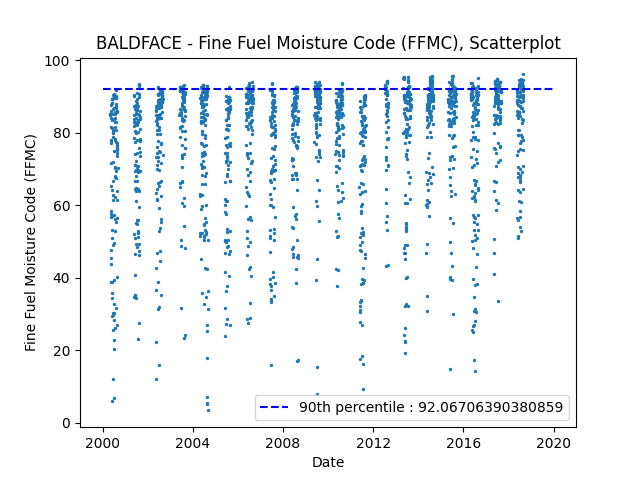 BALDFACE - Fine Fuel Moisture Code (FFMC), Scatterplot
100
80
60
40
20
0
Fine Fuel Moisture Code (FFMC)
90th percentile : 92.06706390380859
2000 2004 2008 2012 2016 2020
Date